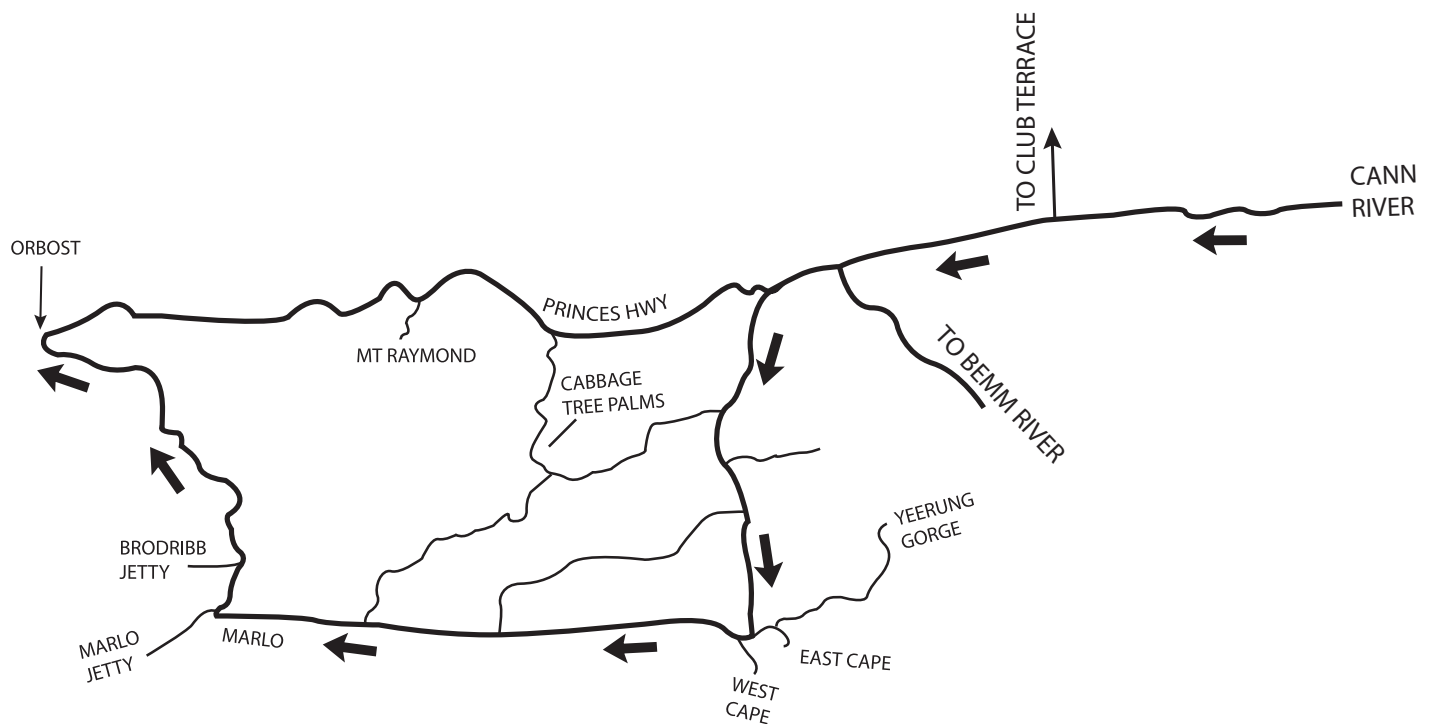 TO CLUB TERRACE
CANN
RIVER
ORBOST
PRINCES HWY
MT RAYMOND
TO BEMM RIVER
CABBAGE
TREE PALMS
YEERUNG
GORGE
BRODRIBB
JETTY
MARLO
MARLO
JETTY
EAST CAPE
WEST
CAPE